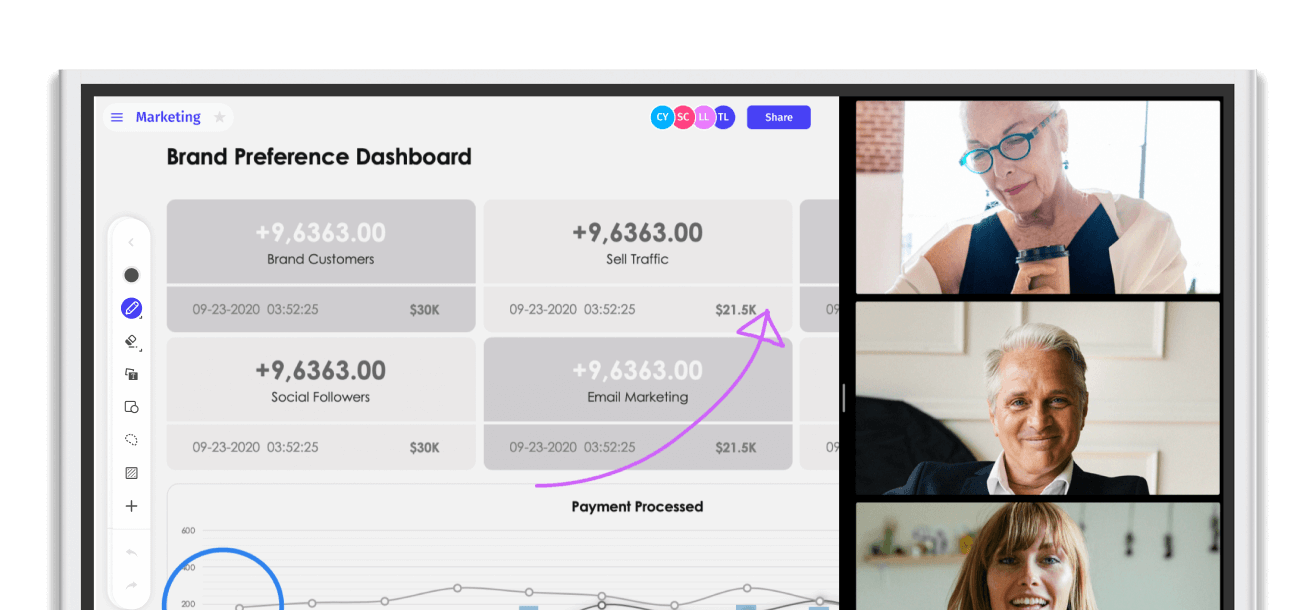 Marketing
CY SC LL TL
Share
Brand Preference Dashboard
+9,6363.00
Brand Customers
09-23-2020 03:52:25 $30K
+9,6363.00
Sell Traffic
09-23-2020 03:52:25 $21.5K
09
+9,6363.00
Social Followers
09-23-2020 03:52:25 $30K
+9,6363.00
Email Marketing
09-23-2020 03:52:25 $21.5K
09
Payment Processed
600
400
200